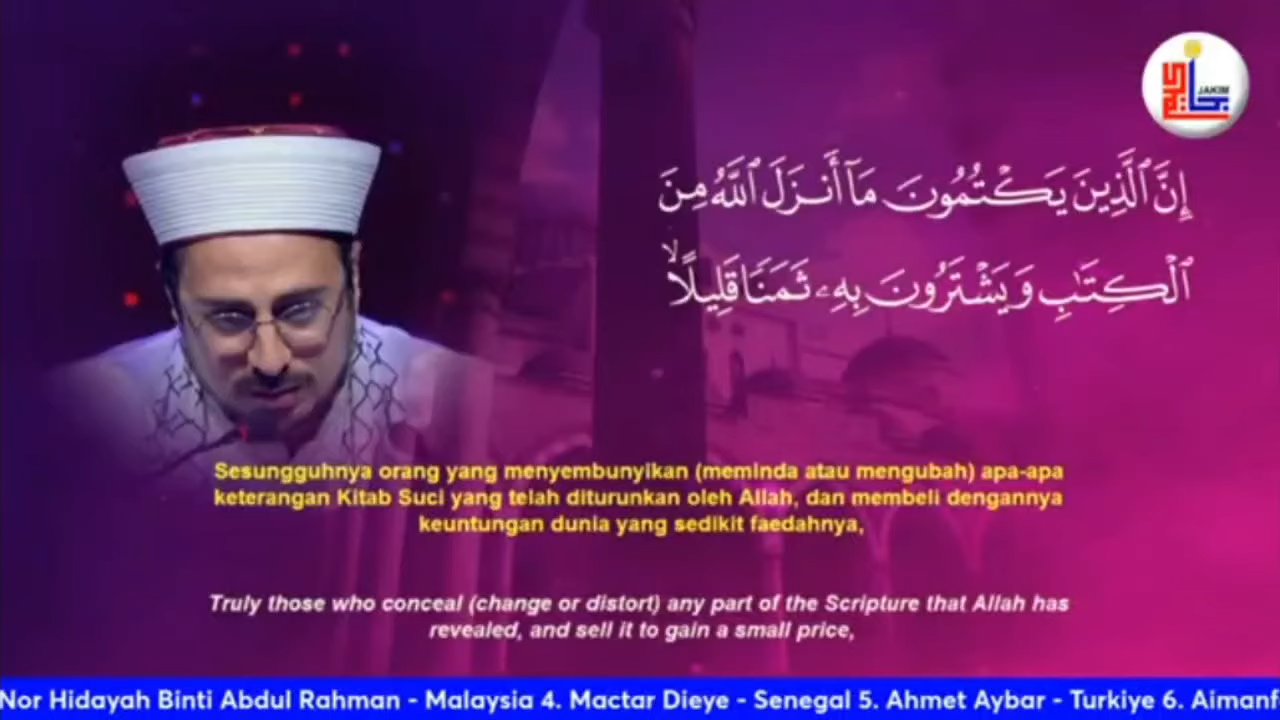 JAKIM
إِنَّ ٱلَّذِينَ يَكْتُمُونَ مَآ أَنزَلَ ٱللَّهُ مِنَ
ٱلْكِتَٰبِ وَيَشْتَرُونَ بِهِۦ ثَمَنًا قَلِيلًا ۙ
Sesungguhnya orang yang menyembunyikan (meminda atau mengubah) apa-apa
keterangan Kitab Suci yang telah diturunkan oleh Allah, dan membeli dengannya
keuntungan dunia yang sedikit faedahnya,
Truly those who conceal (change or distort) any part of the Scripture that Allah has
revealed, and sell it to gain a small price,
Nor Hidayah Binti Abdul Rahman - Malaysia 4. Mactar Dieye - Senegal 5. Ahmet Aybar - Turkiye 6. Aimanf